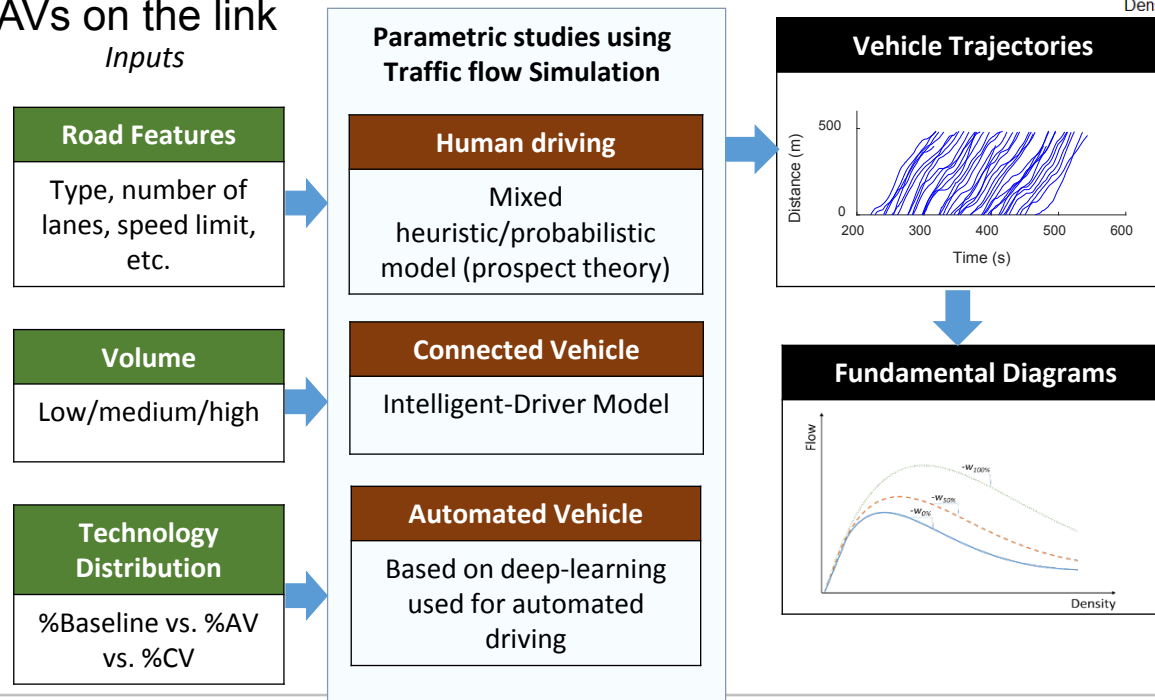 AVs on the link
Inputs
Road Features
Type, number of
lanes, speed limit,
etc.
Volume
Low/medium/high
Technology
Distribution
%Baseline vs. %AV
vs. %CV
Parametric studies using
Traffic flow Simulation
Human driving
Mixed
heuristic/probabilistic
model (prospect theory)
Connected Vehicle
Intelligent-Driver Model
Automated Vehicle
Based on deep-learning
used for automated
driving
Vehicle Trajectories
Distance (m)
500
0
200 300 400 500 600
Time (s)
Fundamental Diagrams
Flow
-w100%
-w50%
-w0%
Density